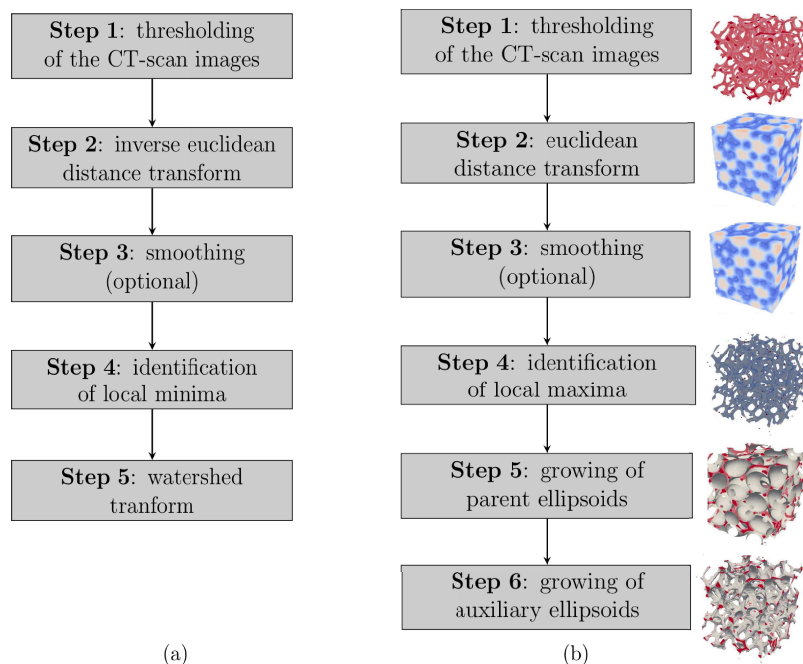 Step 1: thresholding
of the CT-scan images
Step 2: inverse euclidean
distance transform
Step 3: smoothing
(optional)
Step 4: identification
of local minima
Step 5: watershed
tranform
(a)
Step 1: thresholding
of the CT-scan images
Step 2: euclidean
distance transform
Step 3: smoothing
(optional)
Step 4: identification
of local maxima
Step 5: growing of
parent ellipsoids
Step 6: growing of
auxiliary ellipsoids
(b)